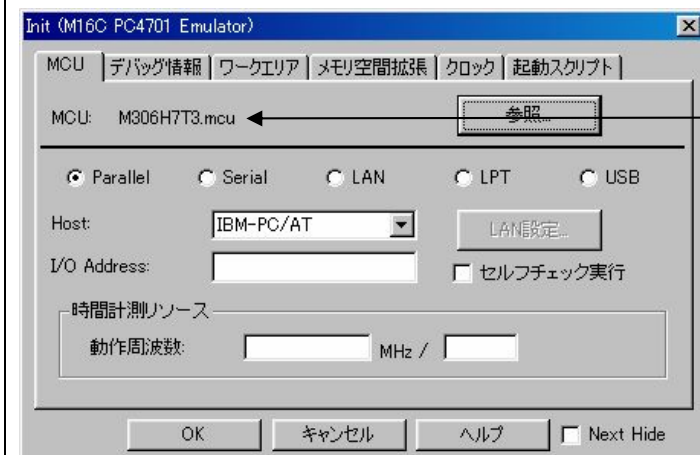 Init (M16C PC4701 Emulator)
MCU デバッグ情報 ワークエリア メモリ空間拡張 クロック 起動スクリプト
MCU: M306H7T3.mcu 参照...
Parallel Serial LAN LPT USB
Host: IBM-PC/AT LAN設定...
I/O Address: セルフチェック実行
時間計測リソース
動作周波数: MHz /
OK キャンセル ヘルプ Next Hide